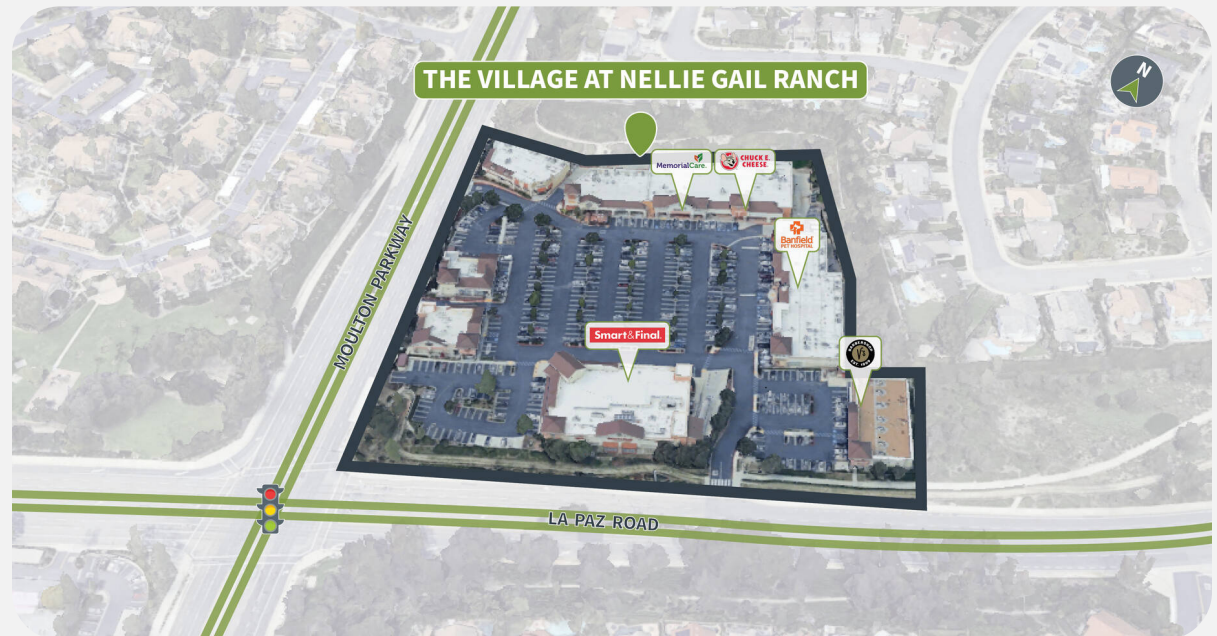 THE VILLAGE AT NELLIE GAIL RANCH
N
MemorialCare.
CHUCK E.
CHEESE
Banfield
PET HOSPITAL
MOULTON PARKWAY
Smart&Final.
V's
LA PAZ ROAD